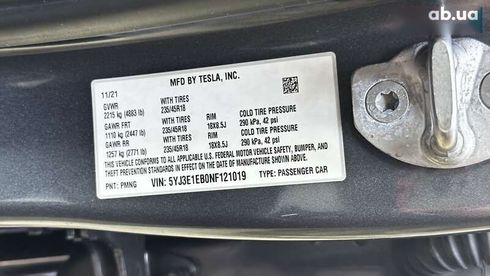 ab.ua
MFD BY TESLA, INC.
11/21
GVWR WITH TIRES RIM COLD TIRE PRESSURE
2215 kg (4883 lb) 235/45R18
GAWR FRT WITH TIRES RIM COLD TIRE PRESSURE
1110 kg (2447 lb) 235/45R18 18X8.5J 290 kPa, 42 psi
GAWR RR WITH TIRES RIM COLD TIRE PRESSURE
1257 kg (2771 lb) 235/45R18 18X8.5J 290 kPa, 42 psi
THIS VEHICLE CONFORMS TO ALL APPLICABLE U.S. FEDERAL MOTOR VEHICLE SAFETY, BUMPER, AND
THEFT PREVENTION STANDARDS IN EFFECT ON THE DATE OF MANUFACTURE SHOWN ABOVE.
PNT: PMNG VIN: 5YJ3E1EB0NF121019 TYPE: PASSENGER CAR